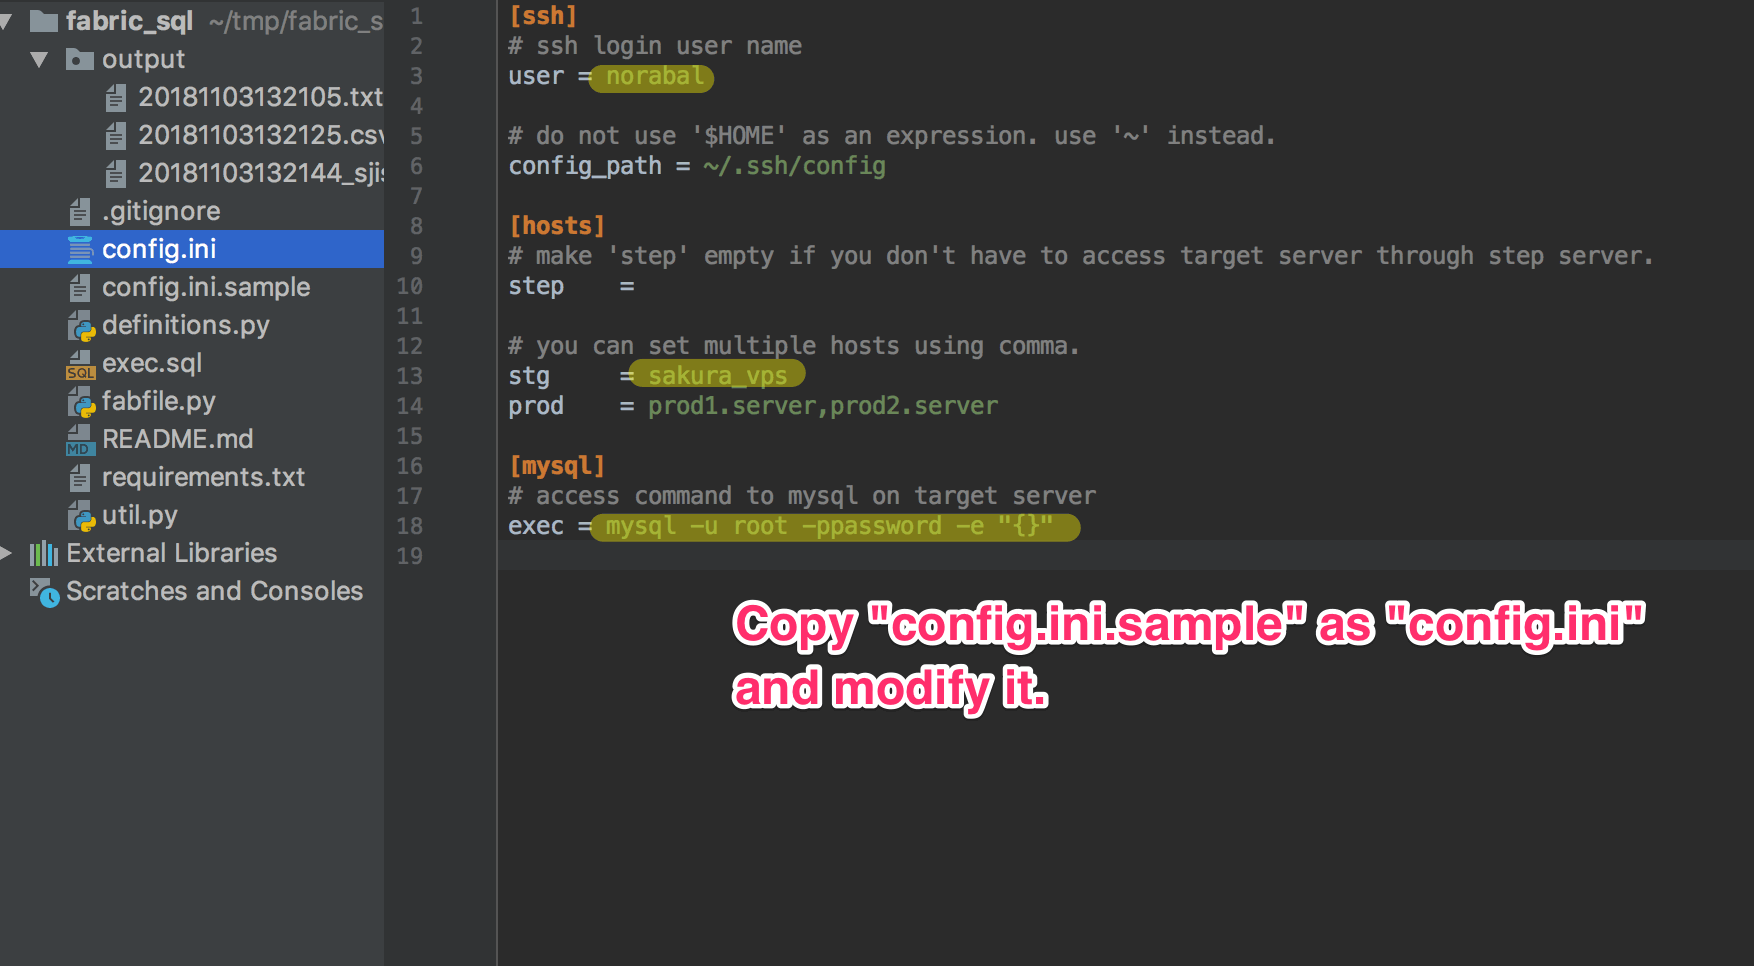 fabric_sql ~/tmp/fabric_s
output
20181103132105.txt
20181103132125.csv
20181103132144_sjis
.gitignore
config.ini
config.ini.sample
definitions.py
SQL exec.sql
fabfile.py
MD README.md
requirements.txt
util.py
External Libraries
Scratches and Consoles
1 [ssh]
2 # ssh login user name
3 user = norabal
4
5 # do not use '$HOME' as an expression. use '~' instead.
6 config_path = ~/.ssh/config
7
8 [hosts]
9 # make 'step' empty if you don't have to access target server through step server.
10 step    =
11
12 # you can set multiple hosts using comma.
13 stg     = sakura_vps
14 prod    = prod1.server,prod2.server
15
16 [mysql]
17 # access command to mysql on target server
18 exec = mysql -u root -ppassword -e "{}"
19
Copy "config.ini.sample" as "config.ini"
and modify it.